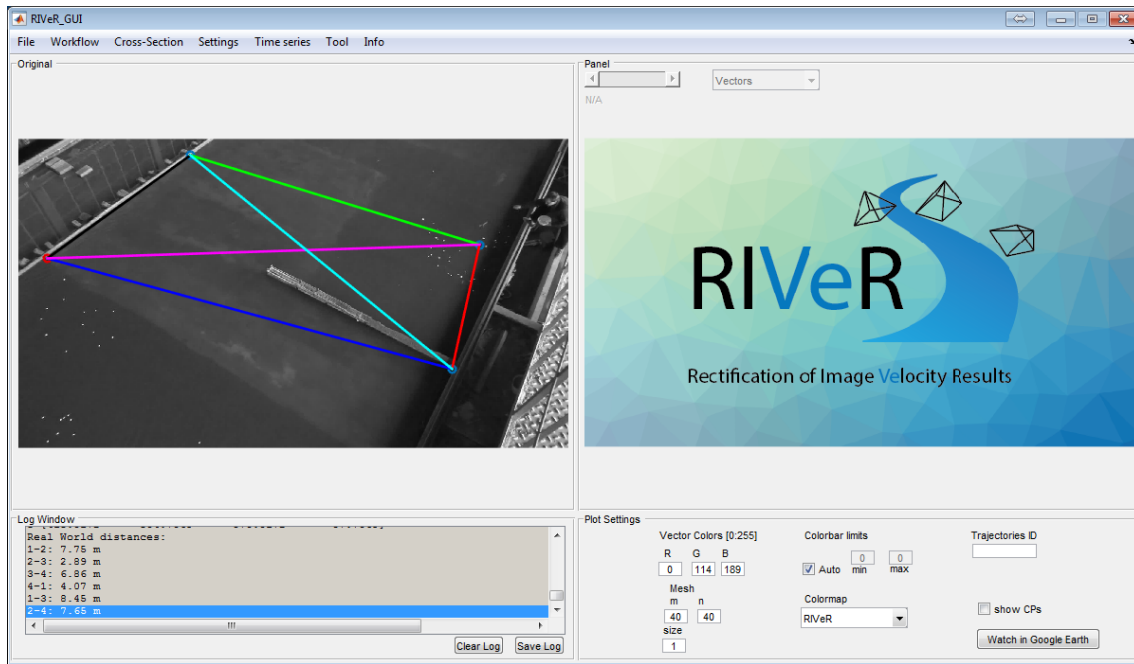 RIVeR_GUI
File Workflow Cross-Section Settings Time series Tool Info
Original
Panel
Vectors
N/A
RIVeR
Rectification of Image Velocity Results
Log Window
Real World distances:
1-2: 7.75 m
2-3: 2.89 m
3-4: 6.86 m
4-1: 4.07 m
1-3: 8.45 m
2-4: 7.65 m
Clear Log Save Log
Plot Settings
Vector Colors [0:255]
R G B
0 114 189
Mesh
m n
40 40
size
1
Colorbar limits
0 0
Auto min max
Colormap
RIVeR
Trajectories ID
show CPs
Watch in Google Earth